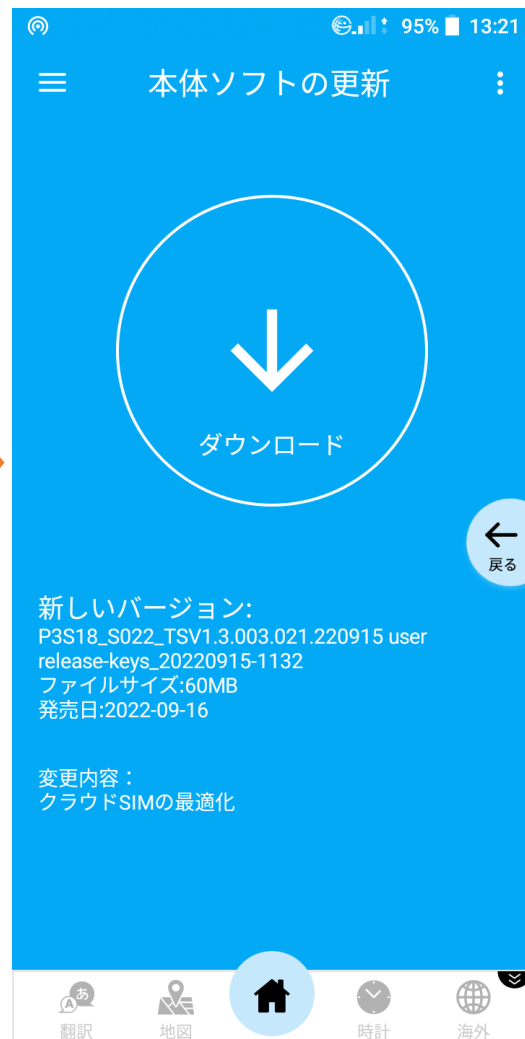 95% 13:21
本体ソフトの更新
ダウンロード
戻る
新しいバージョン:
P3S18_S022_TSV1.3.003.021.220915 user
release-keys_20220915-1132
ファイルサイズ:60MB
発売日:2022-09-16
変更内容：
クラウドSIMの最適化
あ A
翻訳 地図 時計 海外